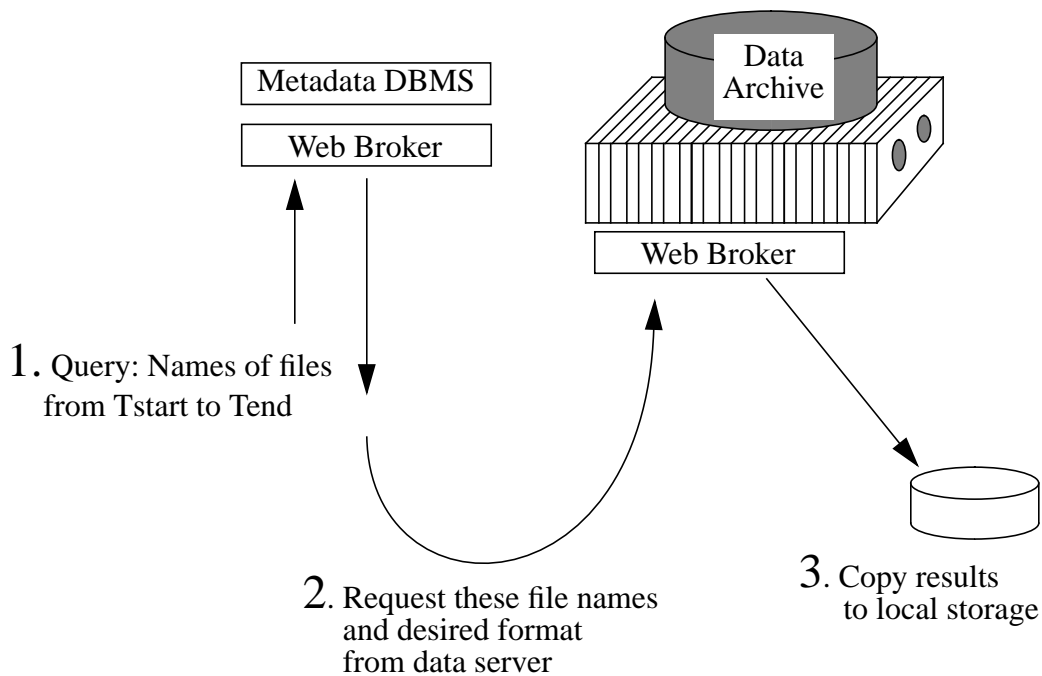 Metadata DBMS
Web Broker
Data
Archive
Web Broker
1. Query: Names of files
from Tstart to Tend
2. Request these file names
and desired format
from data server
3. Copy results
to local storage